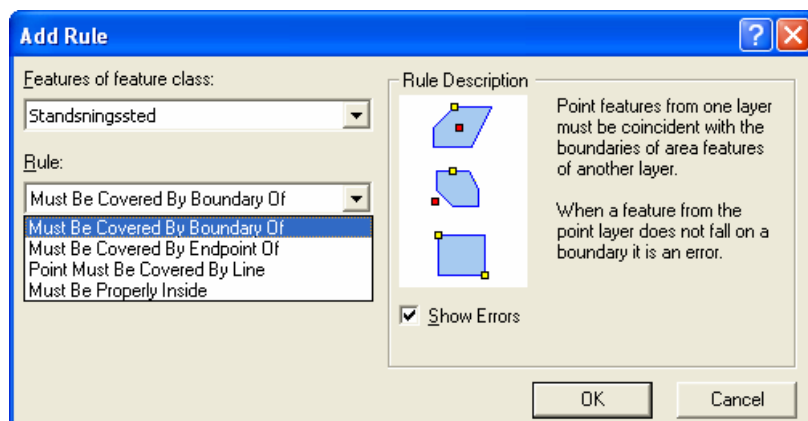 Add Rule
Features of feature class:
Standsningssted
Rule:
Must Be Covered By Boundary Of
Must Be Covered By Boundary Of
Must Be Covered By Endpoint Of
Point Must Be Covered By Line
Must Be Properly Inside
Rule Description
Point features from one layer
must be coincident with the
boundaries of area features
of another layer.
When a feature from the
point layer does not fall on a
boundary it is an error.
Show Errors
OK
Cancel